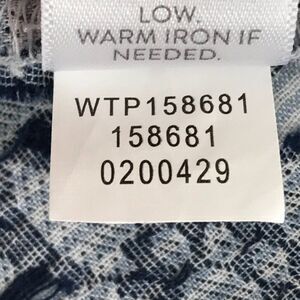 LOW.
WARM IRON IF
NEEDED.
WTP158681
158681
0200429